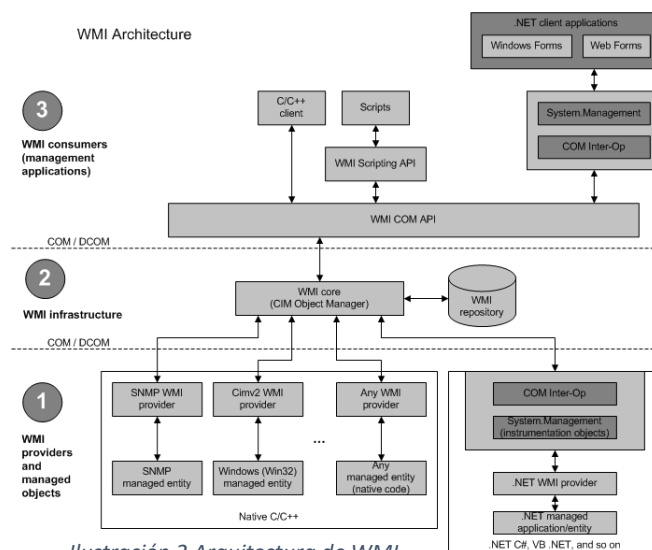 WMI Architecture
.NET client applications
Windows Forms
Web Forms
3
WMI consumers
(management
applications)
C/C++
client
Scripts
WMI Scripting API
System.Management
COM Inter-Op
WMI COM API
COM / DCOM
2
WMI infrastructure
WMI core
(CIM Object Manager)
WMI
repository
COM / DCOM
1
WMI
providers
and
managed
objects
SNMP WMI
provider
Cimv2 WMI
provider
Any WMI
provider
...
SNMP
managed entity
Windows (Win32)
managed entity
Any
managed entity
(native code)
Native C/C++
COM Inter-Op
System.Management
(instrumentation objects)
.NET WMI provider
.NET managed
application/entity
.NET C#, VB .NET, and so on
Ilustración 2 Arquitectura de WMI